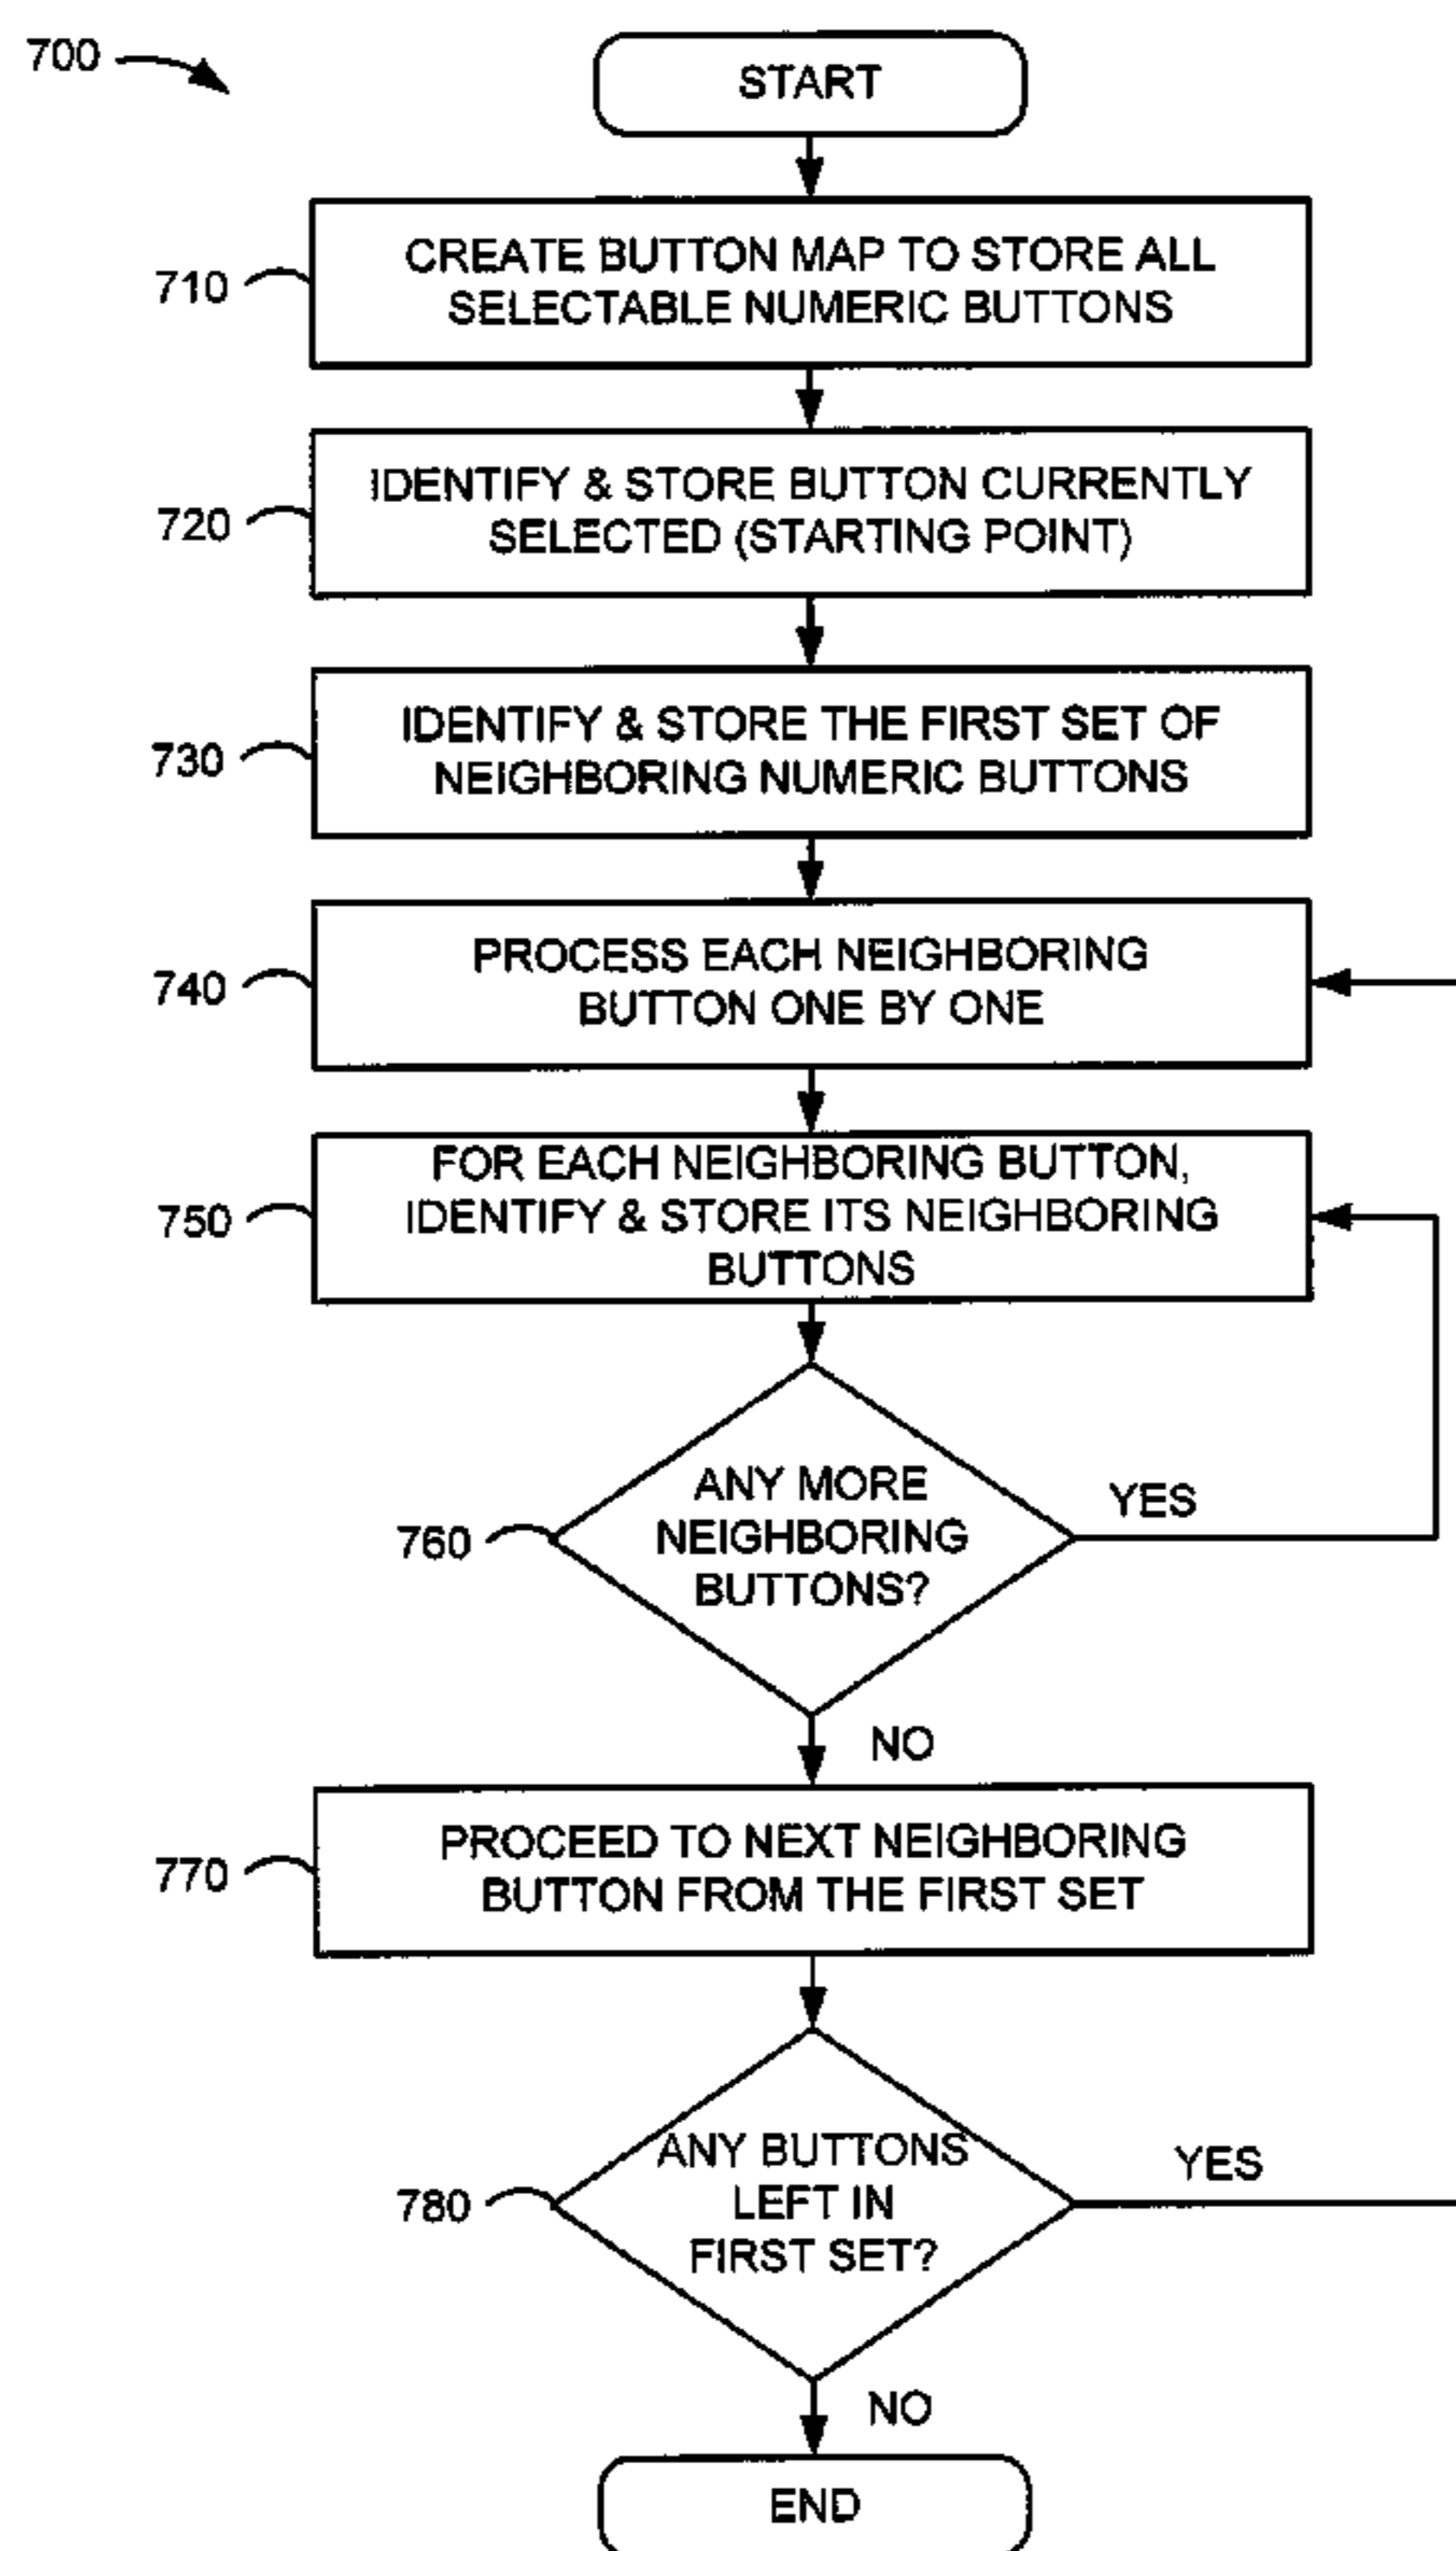 700
START
710
CREATE BUTTON MAP TO STORE ALL
SELECTABLE NUMERIC BUTTONS
720
IDENTIFY & STORE BUTTON CURRENTLY
SELECTED (STARTING POINT)
730
IDENTIFY & STORE THE FIRST SET OF
NEIGHBORING NUMERIC BUTTONS
740
PROCESS EACH NEIGHBORING
BUTTON ONE BY ONE
750
FOR EACH NEIGHBORING BUTTON,
IDENTIFY & STORE ITS NEIGHBORING
BUTTONS
760
ANY MORE
NEIGHBORING
BUTTONS?
YES
NO
770
PROCEED TO NEXT NEIGHBORING
BUTTON FROM THE FIRST SET
780
ANY BUTTONS
LEFT IN
FIRST SET?
YES
NO
END